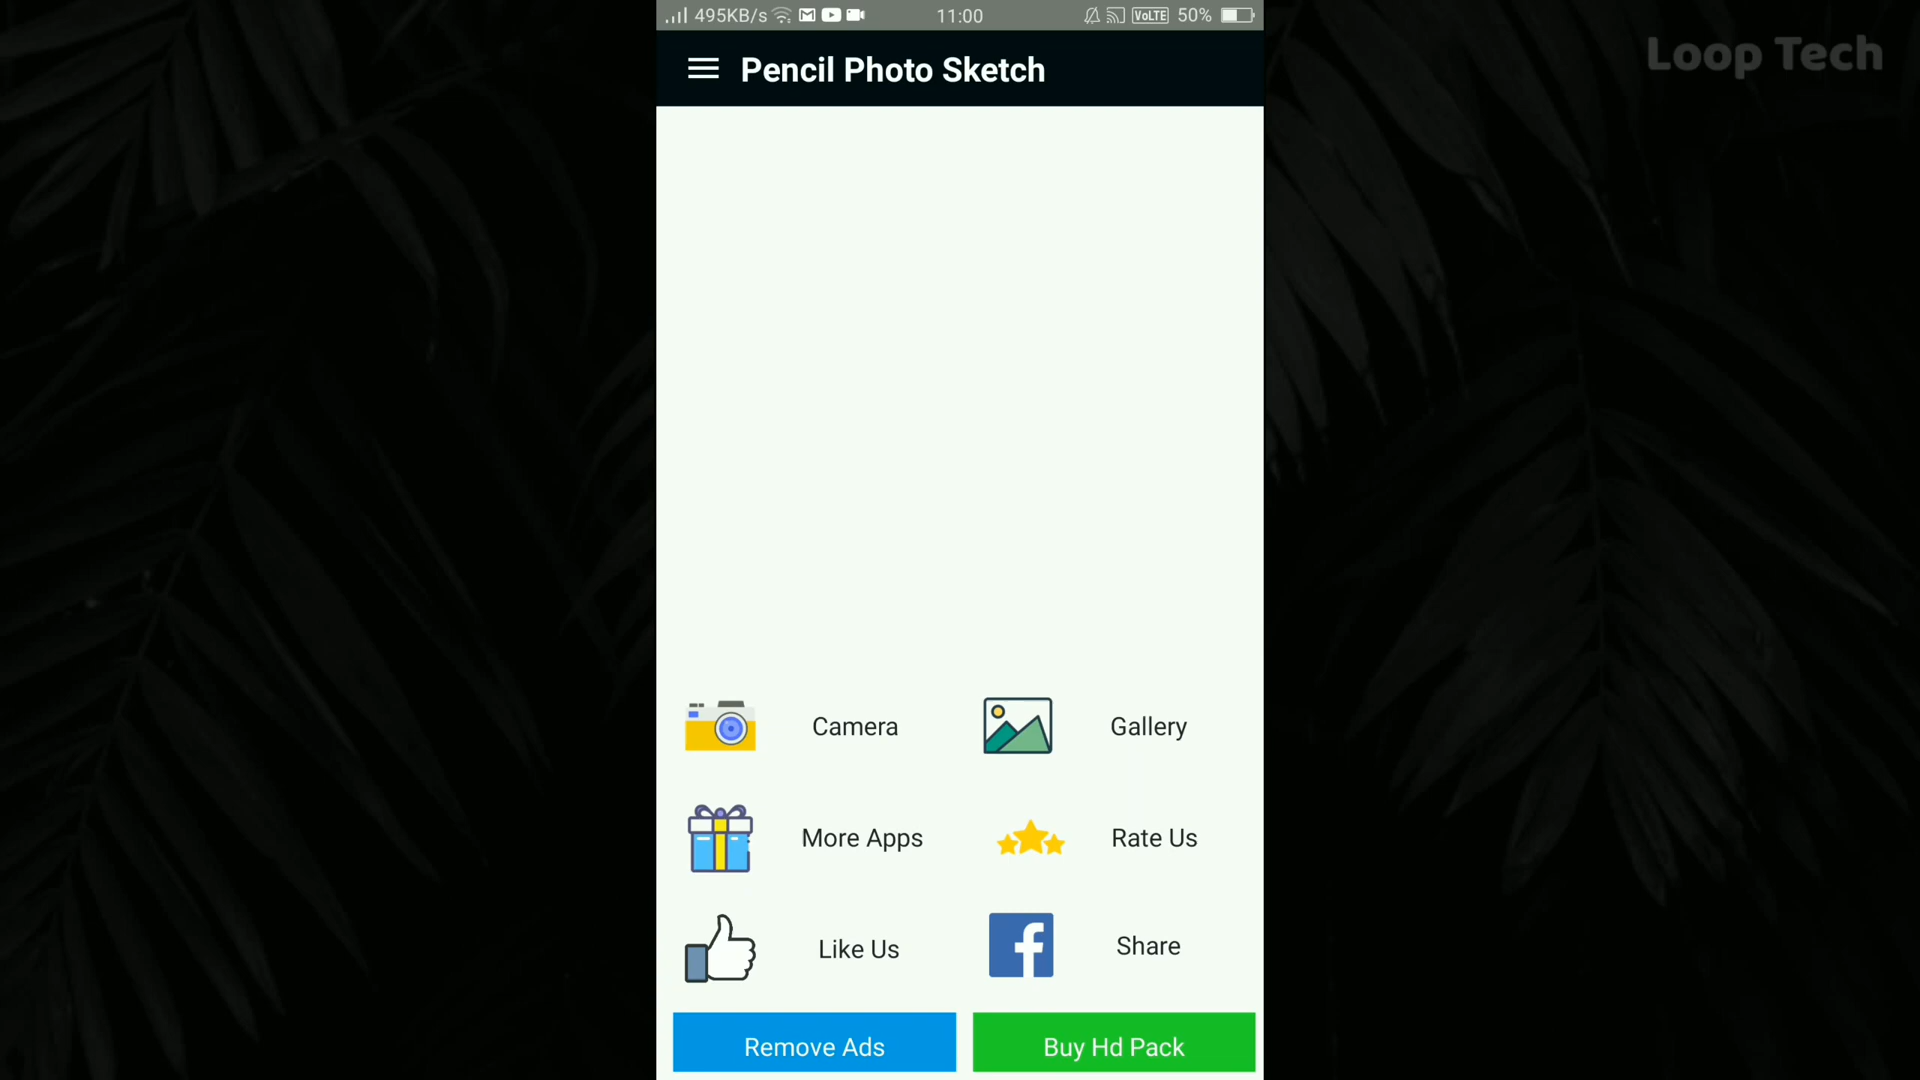 495KB/s 11:00 VoLTE 50%
Loop Tech
Pencil Photo Sketch
Camera Gallery
More Apps Rate Us
Like Us Share
Remove Ads Buy Hd Pack